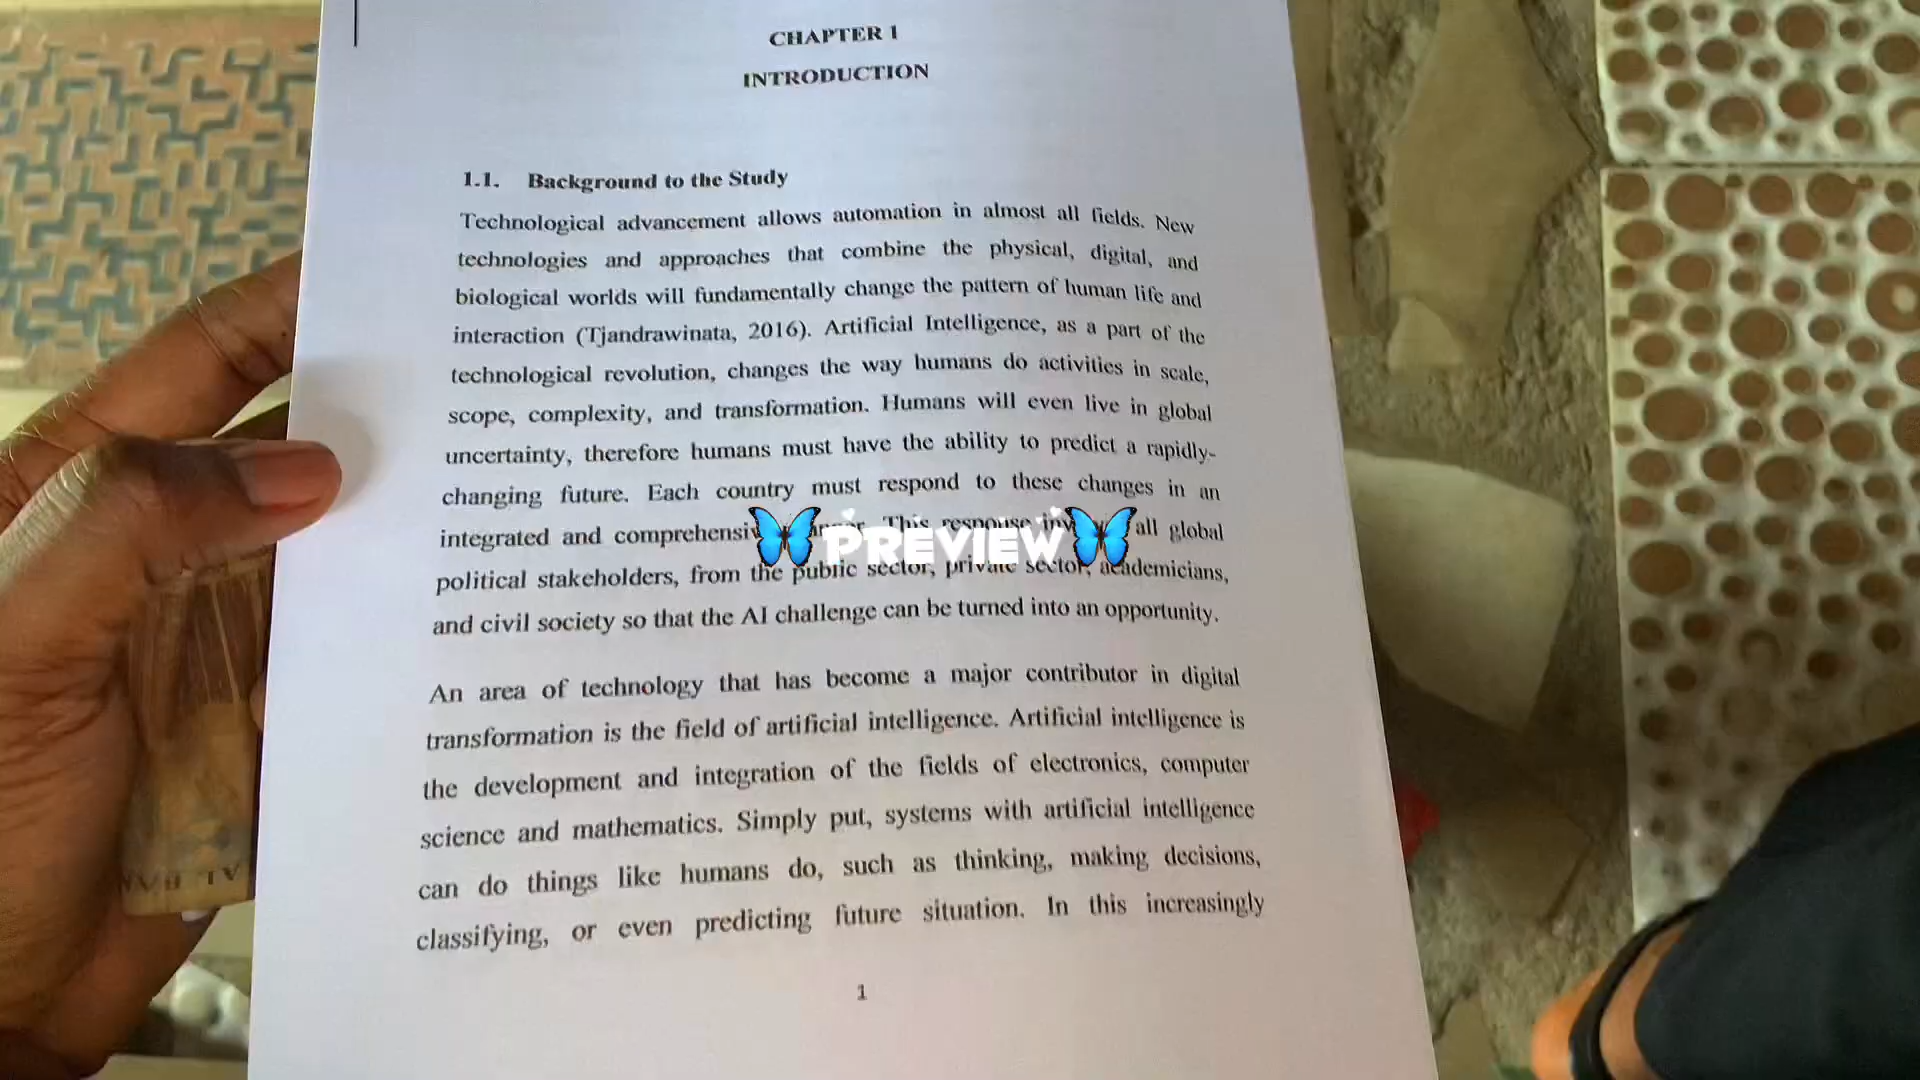 CHAPTER 1
INTRODUCTION
1.1. Background to the Study
Technological advancement allows automation in almost all fields. New
technologies and approaches that combine the physical, digital, and
biological worlds will fundamentally change the pattern of human life and
interaction (Tjandrawinata, 2016). Artificial Intelligence, as a part of the
technological revolution, changes the way humans do activities in scale,
scope, complexity, and transformation. Humans will even live in global
uncertainty, therefore humans must have the ability to predict a rapidly-
changing future. Each country must respond to these changes in an
integrated and This response all global
PREVIEW
political stakeholders, from the public sector, private sector, academicians,
and civil society so that the AI challenge can be turned into an opportunity.
An area of technology that has become a major contributor in digital
transformation is the field of artificial intelligence. Artificial intelligence is
the development and integration of the fields of electronics, computer
science and mathematics. Simply put, systems with artificial intelligence
can do things like humans do, such as thinking, making decisions,
classifying, or even predicting future situation. In this increasingly
1